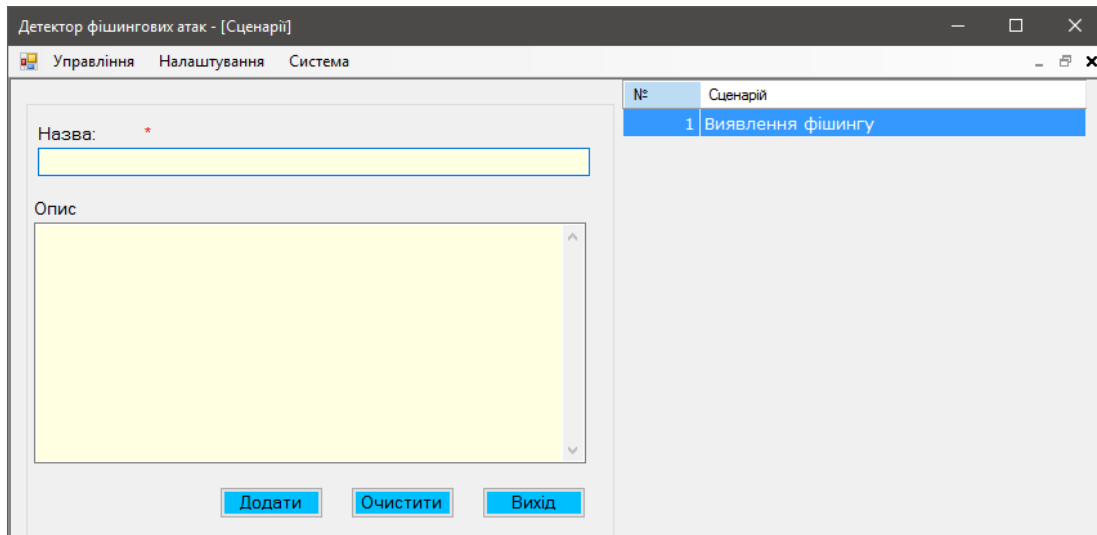 Детектор фішингових атак - [Сценарії]
Управління Налаштування Система
Назва: *
Опис
Додати Очистити Вихід
№ Сценарій
1 Виявлення фішингу